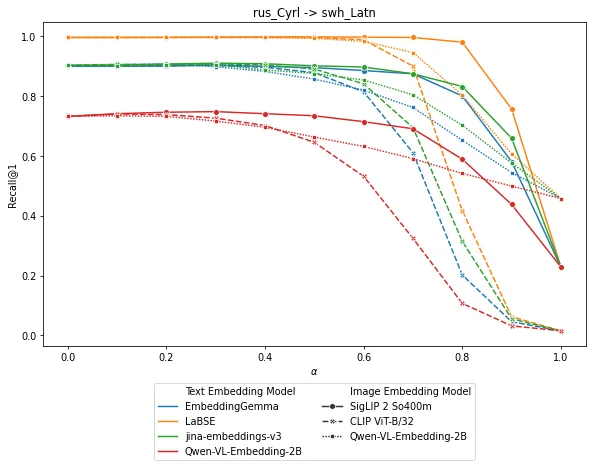 rus_Cyrl -> swh_Latn
Recall@1
1.0
0.8
0.6
0.4
0.2
0.0
0.0 0.2 0.4 0.6 0.8 1.0
α
Text Embedding Model Image Embedding Model
EmbeddingGemma SigLIP 2 So400m
LaBSE CLIP ViT-B/32
jina-embeddings-v3 Qwen-VL-Embedding-2B
Qwen-VL-Embedding-2B